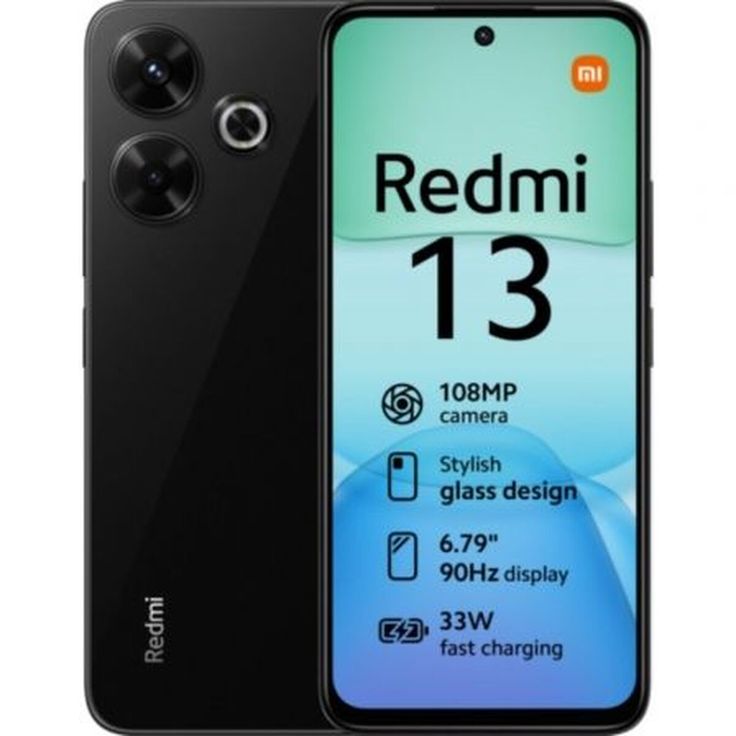 mi
Redmi
13
108MP
camera
Stylish
glass design
6.79"
90Hz display
33W
fast charging
Redmi